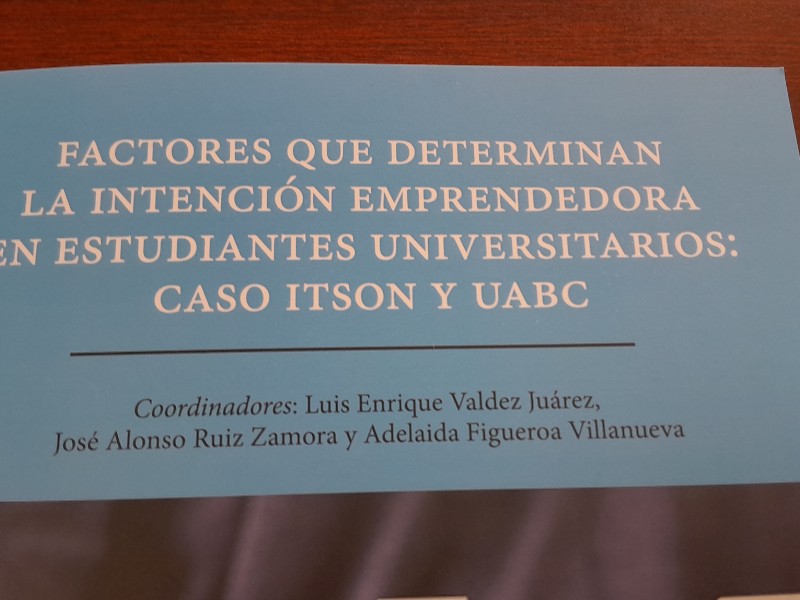 FACTORES QUE DETERMINAN
LA INTENCIÓN EMPRENDEDORA
EN ESTUDIANTES UNIVERSITARIOS:
CASO ITSON Y UABC
Coordinadores: Luis Enrique Valdez Juárez,
José Alonso Ruiz Zamora y Adelaida Figueroa Villanueva